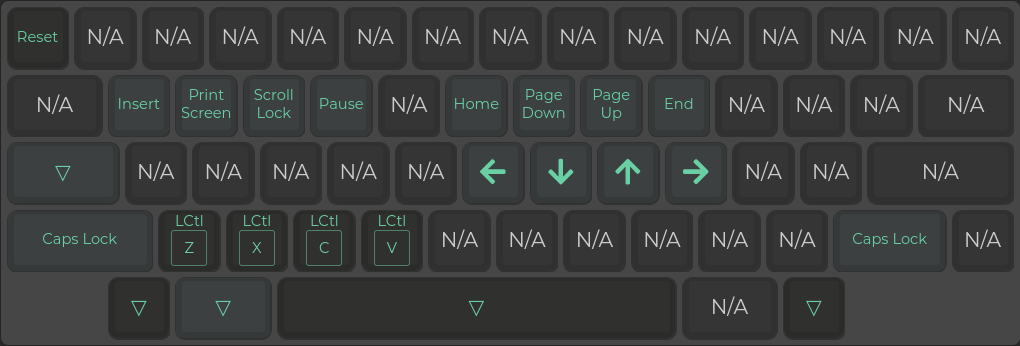 Reset N/A N/A N/A N/A N/A N/A N/A N/A N/A N/A N/A N/A N/A N/A
N/A Insert Print Screen Scroll Lock Pause N/A Home Page Down Page Up End N/A N/A N/A N/A
▽ N/A N/A N/A N/A N/A ← ↓ ↑ → N/A N/A N/A
Caps Lock LCtl Z LCtl X LCtl C LCtl V N/A N/A N/A N/A N/A N/A Caps Lock N/A
▽ ▽ ▽ N/A ▽